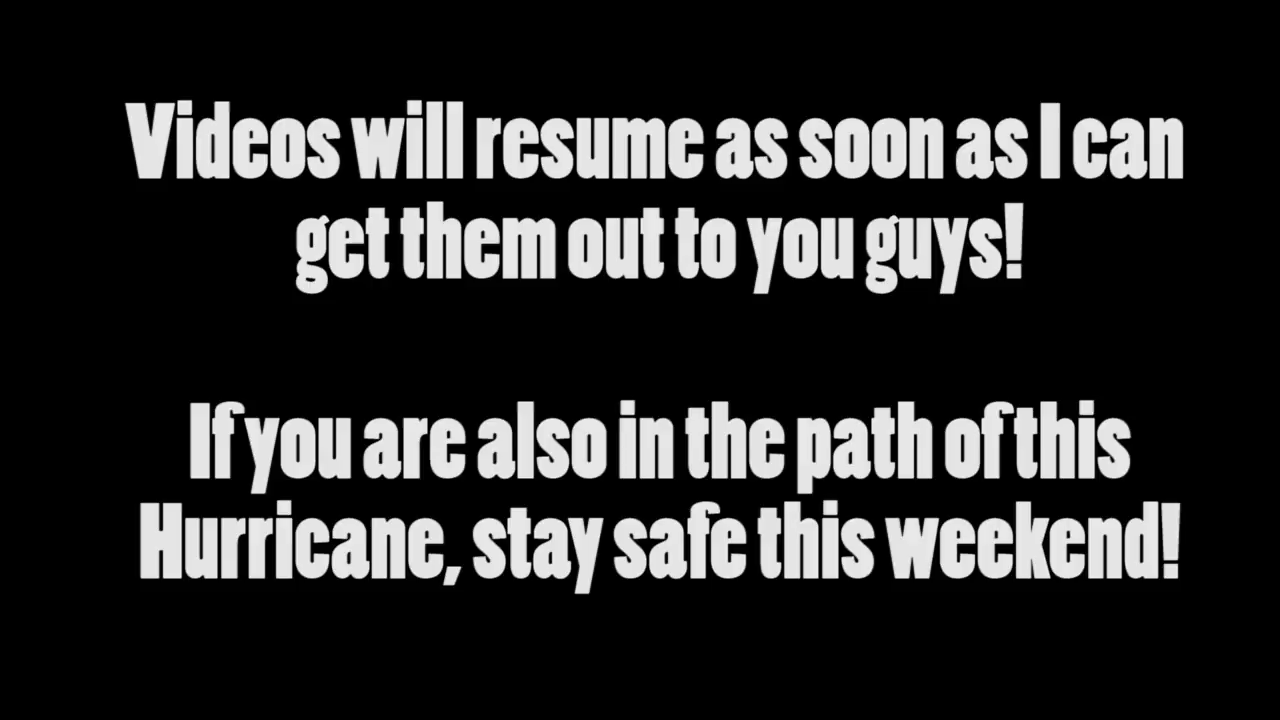 Videos will resume as soon as I can
get them out to you guys!
If you are also in the path of this
Hurricane, stay safe this weekend!